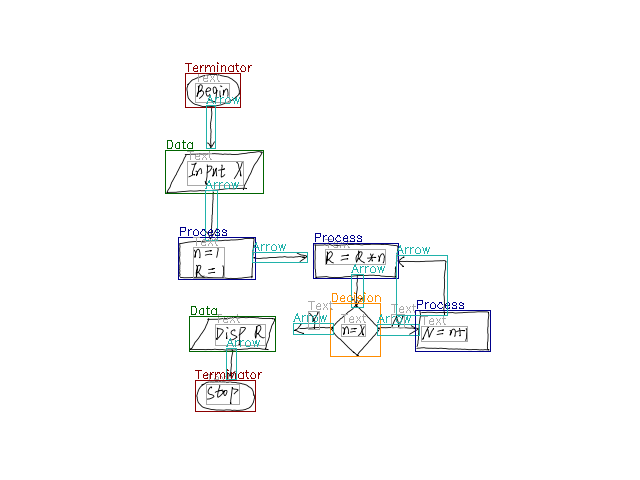 Terminator
Text
Begin
Arrow
Data
Text
Input X
Arrow
Process
Text
n=1
R=1
Arrow
Process
Text
R = R*n
Arrow
Arrow
Decision
Text
n=X
Text
Y
Arrow
Text
N
Arrow
Process
Text
N = n+1
Data
Text
Disp R
Arrow
Terminator
Text
Stop